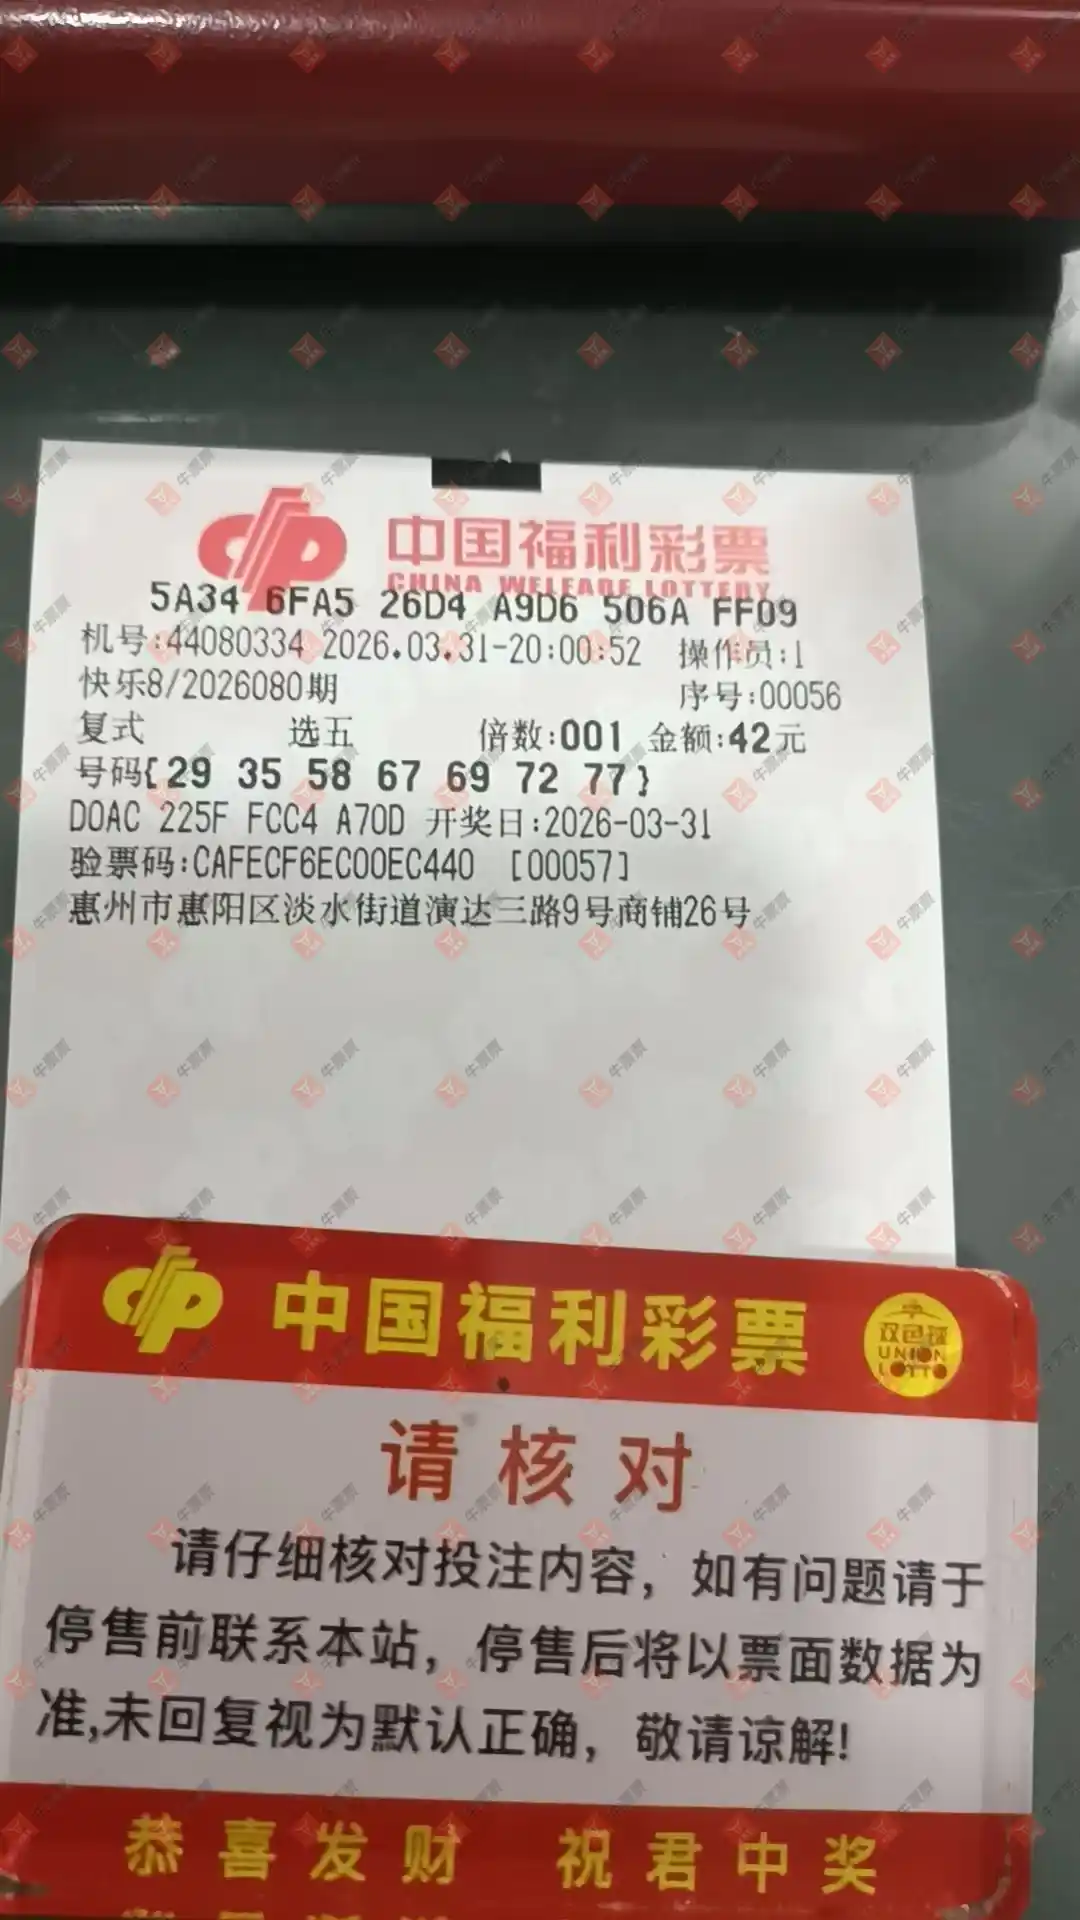 中国福利彩票
CHINA WELFARE LOTTERY
5A34 6FA5 26D4 A9D6 506A FF09
机号:44080334 2026.03.31-20:00:52 操作员:1
快乐8/2026080期 序号:00056
复式 选五 倍数:001 金额:42元
号码{29 35 58 67 69 72 77}
D0AC 225F FCC4 A70D 开奖日:2026-03-31
验票码:CAFECF6EC00EC440 [00057]
惠州市惠阳区淡水街道演达三路9号商铺26号
中国福利彩票
双色球
UNION
LOTTO
请核对
请仔细核对投注内容，如有问题请于
停售前联系本站，停售后将以票面数据为
准,未回复视为默认正确，敬请谅解!
恭喜发财 祝君中奖
牛票票